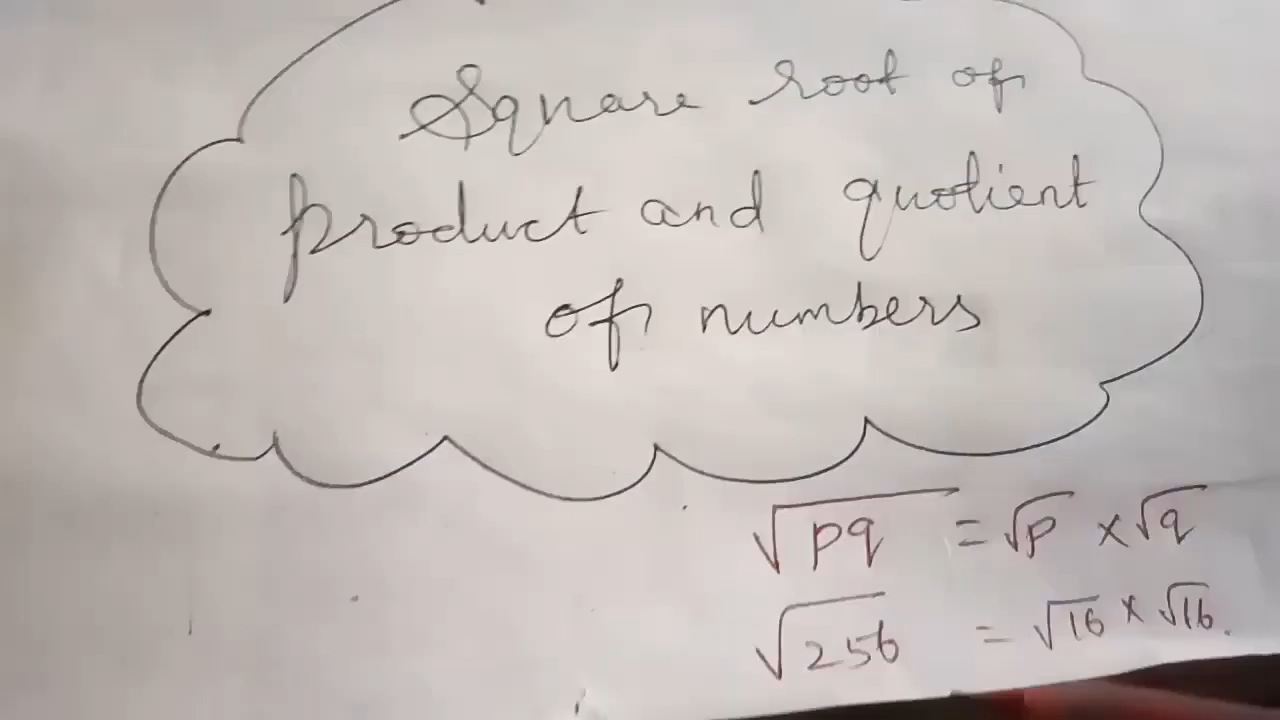 Square root of
product and quotient
of numbers
√pq = √p × √q
√256 = √16 × √16.